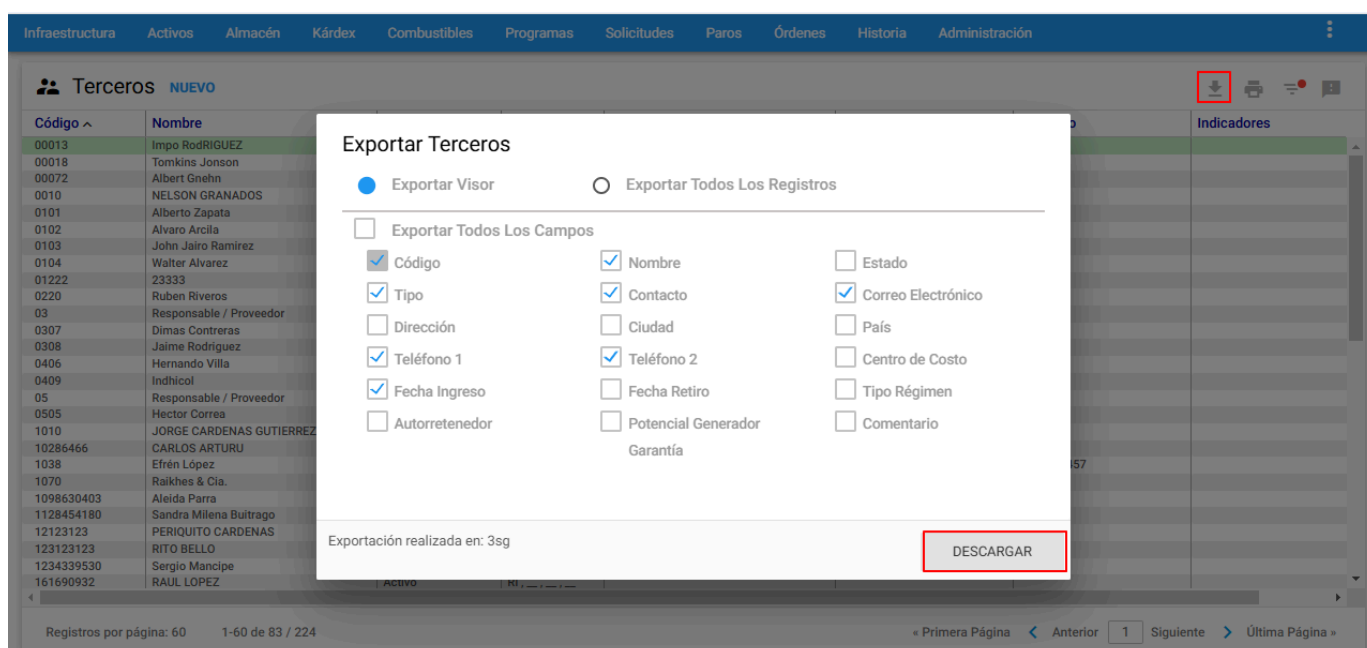 Infraestructura Activos Almacén Kárdex Combustibles Programas Solicitudes Paros Órdenes Historia Administración
Terceros NUEVO
Código Nombre Indicadores
00013 Impo RodRIGUEZ
00018 Tomkins Jonson
00072 Albert Gnehn
0010 NELSON GRANADOS
0101 Alberto Zapata
0102 Alvaro Arcila
0103 John Jairo Ramirez
0104 Walter Alvarez
01222 23333
0220 Ruben Riveros
03 Responsable / Proveedor
0307 Dimas Contreras
0308 Jaime Rodriguez
0406 Hernando Villa
0409 Indhicol
05 Responsable / Proveedor
0505 Hector Correa
1010 JORGE CARDENAS GUTIERREZ
10286466 CARLOS ARTURU
1038 Efrén López
1070 Raikhes & Cia.
1098630403 Aleida Parra
1128454180 Sandra Milena Buitrago
12123123 PERIQUITO CARDENAS
123123123 RITO BELLO
1234339530 Sergio Mancipe
161690932 RAUL LOPEZ Activo
Exportar Terceros
Exportar Visor Exportar Todos Los Registros
Exportar Todos Los Campos
Código Nombre Estado
Tipo Contacto Correo Electrónico
Dirección Ciudad País
Teléfono 1 Teléfono 2 Centro de Costo
Fecha Ingreso Fecha Retiro Tipo Régimen
Autorretenedor Potencial Generador Comentario
Garantía
Exportación realizada en: 3sg DESCARGAR
Registros por página: 60 1-60 de 83 / 224 « Primera Página Anterior 1 Siguiente Última Página »